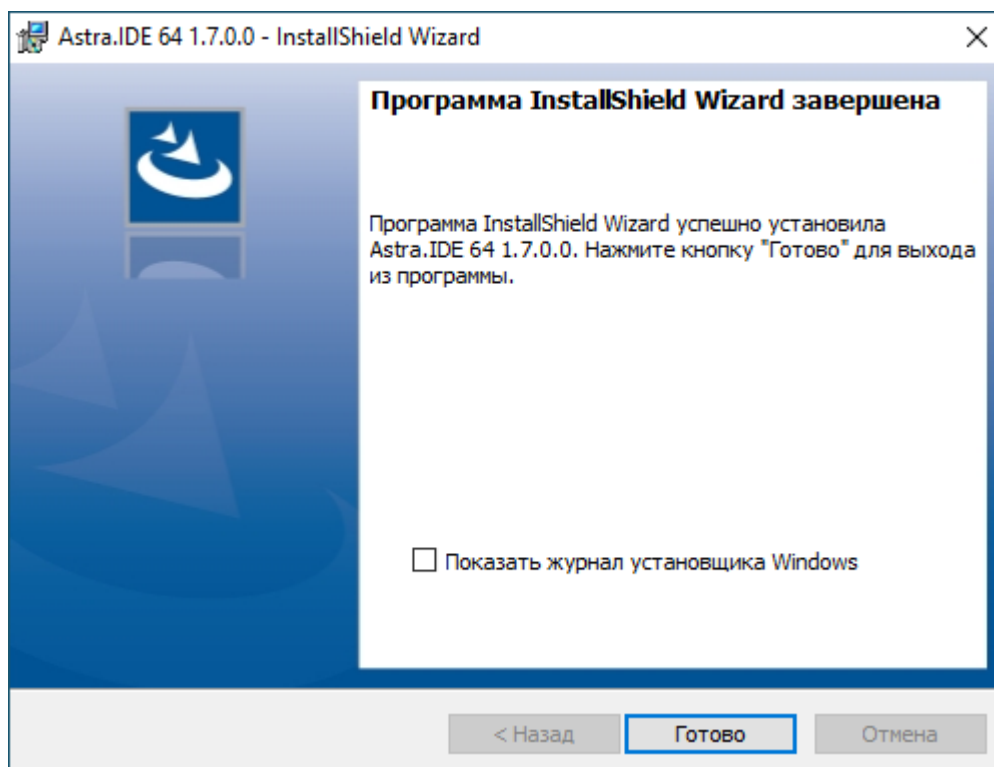 Astra.IDE 64 1.7.0.0 - InstallShield Wizard
Программа InstallShield Wizard завершена
Программа InstallShield Wizard успешно установила
Astra.IDE 64 1.7.0.0. Нажмите кнопку "Готово" для выхода
из программы.
Показать журнал установщика Windows
< Назад
Готово
Отмена